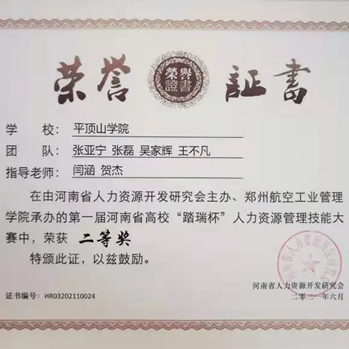 荣誉
榮譽
證書
証書
学校：平顶山学院
团队：张亚宁 张磊 吴家辉 王不凡
指导老师：闫涵 贺杰
在由河南省人力资源开发研究会主办、郑州航空工业管理
学院承办的第一届河南省高校“踏瑞杯”人力资源管理技能大
赛中，荣获 二等奖
特颁此证，以兹鼓励。
河南省人力资源开发研究会
证书编号：HR03202110024
二〇二一年六月